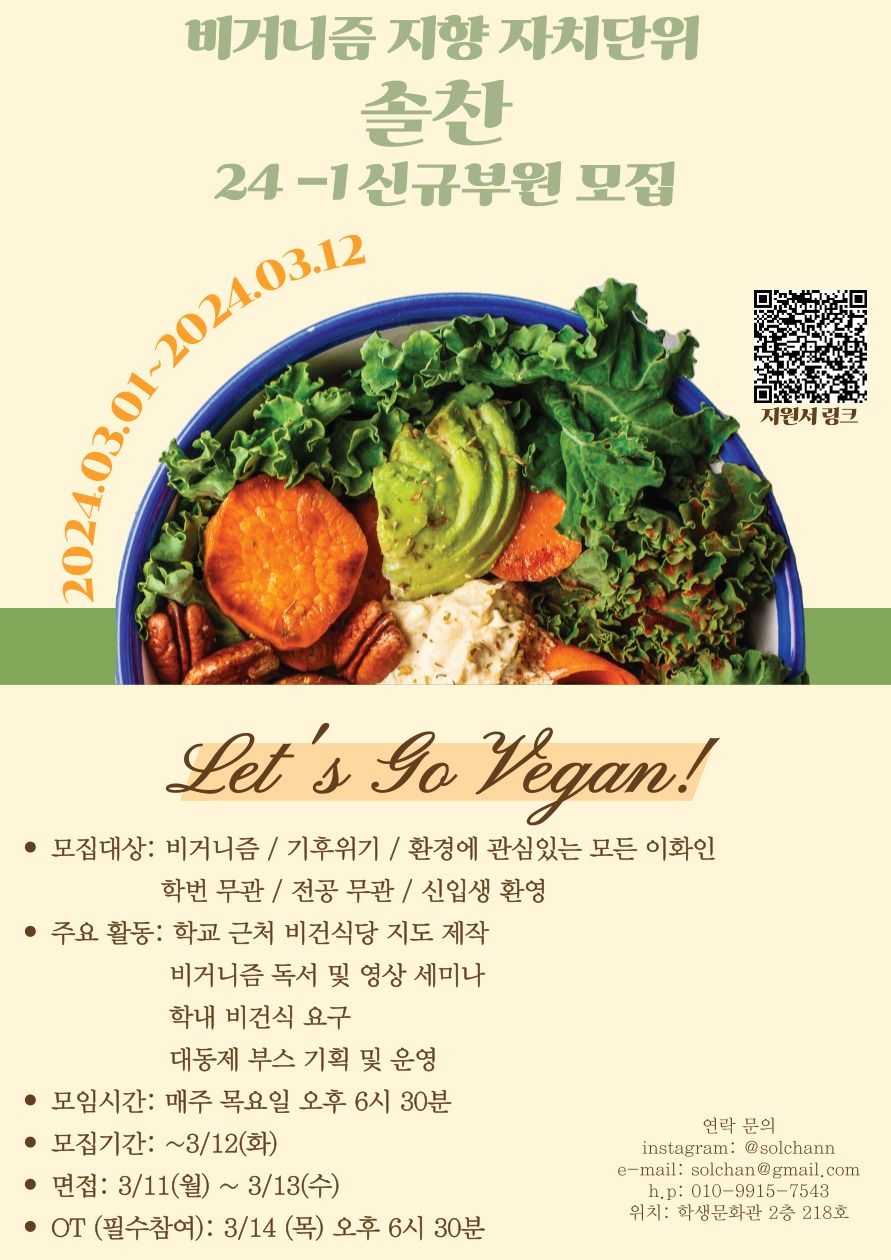 비거니즘 지향 자치단위
솔찬
24 -1 신규부원 모집
2024.03.01~2024.03.12
지원서 링크
Let's Go Vegan!
• 모집대상: 비거니즘 / 기후위기 / 환경에 관심있는 모든 이화인
학번 무관 / 전공 무관 / 신입생 환영
• 주요 활동: 학교 근처 비건식당 지도 제작
비거니즘 독서 및 영상 세미나
학내 비건식 요구
대동제 부스 기획 및 운영
• 모임시간: 매주 목요일 오후 6시 30분
• 모집기간: ~3/12(화)
• 면접: 3/11(월) ~ 3/13(수)
• OT (필수참여): 3/14 (목) 오후 6시 30분
연락 문의
instagram: @solchann
e-mail: solchan@gmail.com
h.p: 010-9915-7543
위치: 학생문화관 2층 218호